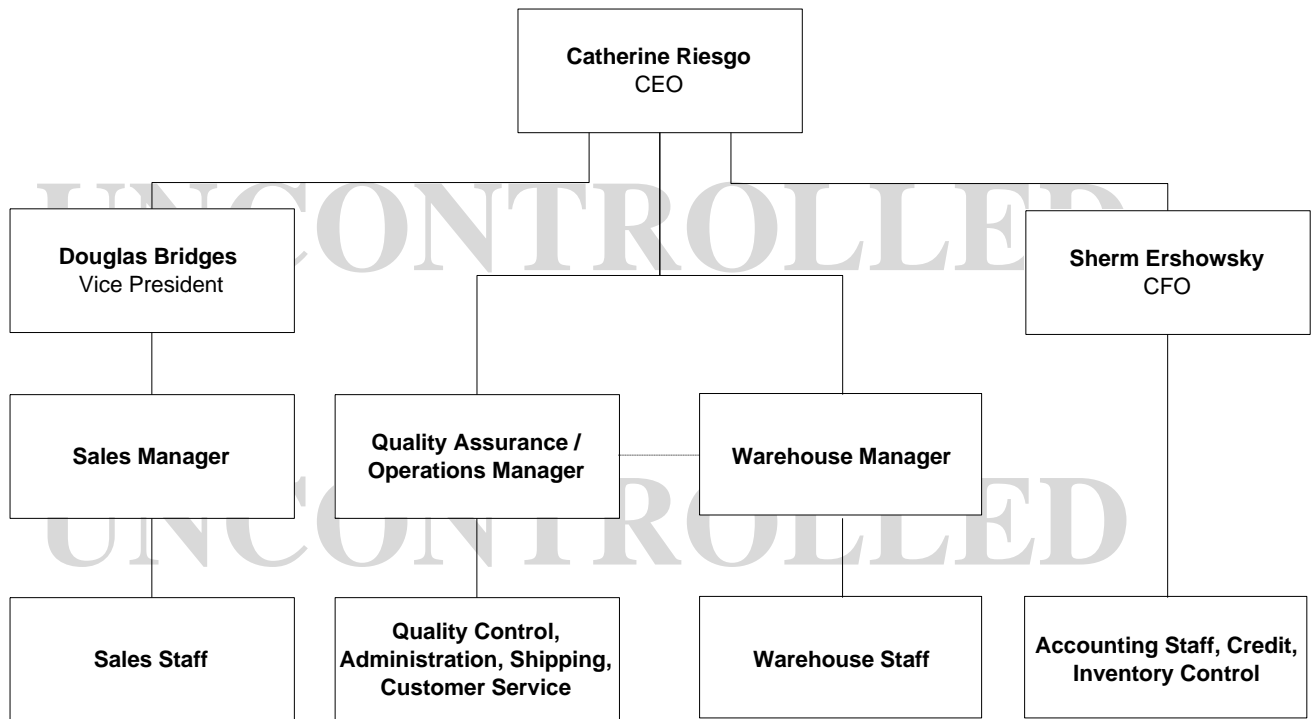 Catherine Riesgo
CEO
UNCONTROLLED
Douglas Bridges
Vice President
Sherm Ershowsky
CFO
Sales Manager
Quality Assurance /
Operations Manager
Warehouse Manager
UNCONTROLLED
Sales Staff
Quality Control,
Administration, Shipping,
Customer Service
Warehouse Staff
Accounting Staff, Credit,
Inventory Control